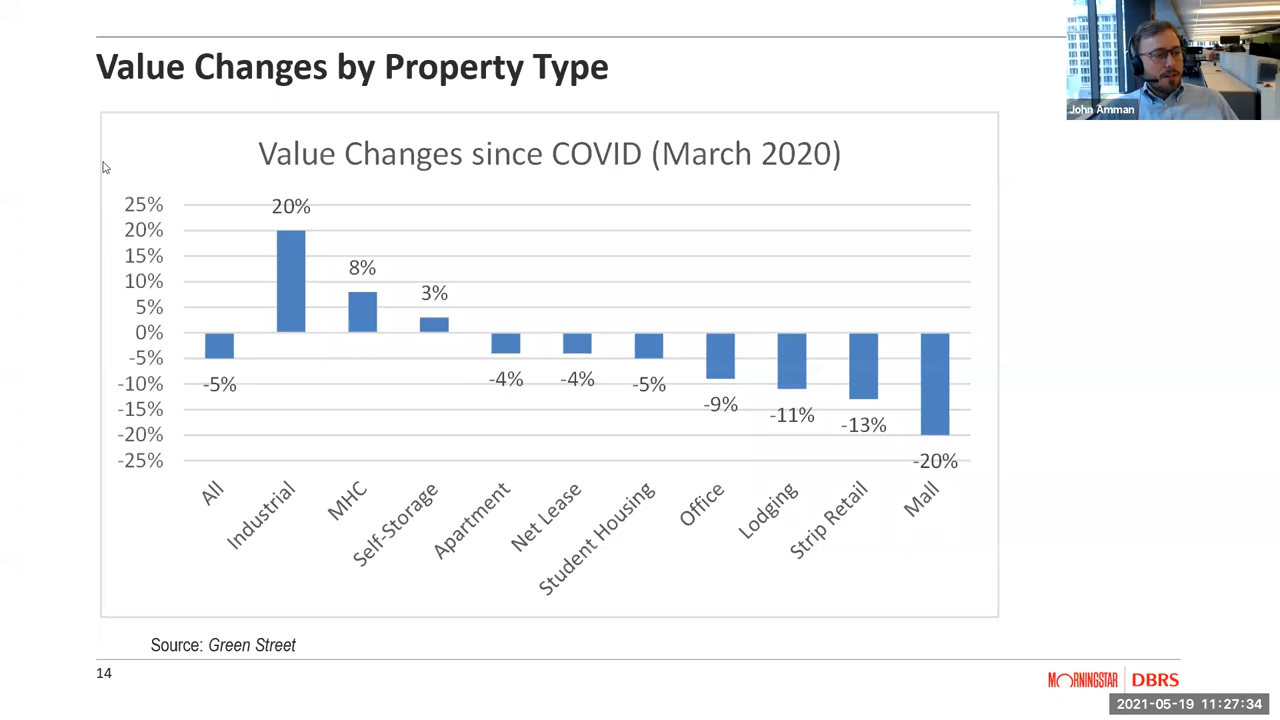 Value Changes by Property Type
John Amman
Value Changes since COVID (March 2020)
25%
20%
15%
10%
5%
0%
-5%
-10%
-15%
-20%
-25%
-5%
20%
8%
3%
-4%
-4%
-5%
-9%
-11%
-13%
-20%
All
Industrial
MHC
Self-Storage
Apartment
Net Lease
Student Housing
Office
Lodging
Strip Retail
Mall
Source: Green Street
14
MORNINGSTAR DBRS
2021-05-19 11:27:34